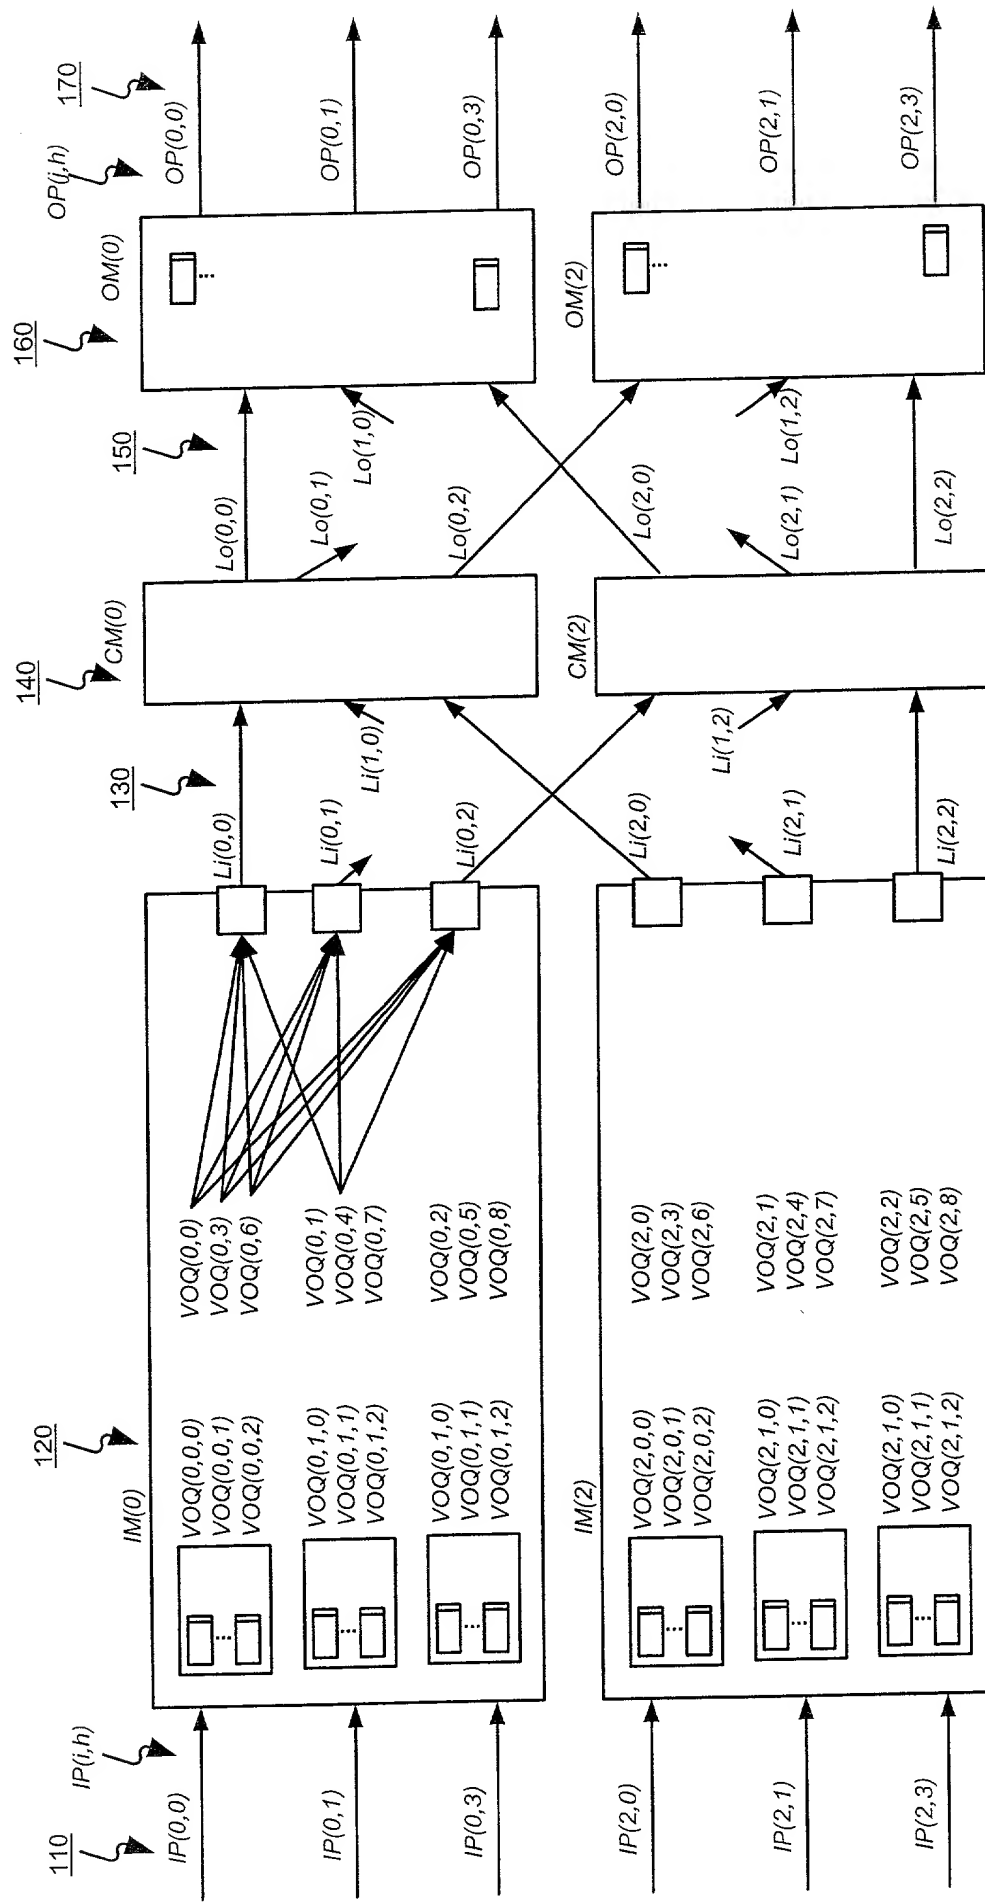 110
IP(i,h)
IP(0,0)
IP(0,1)
IP(0,3)
IP(2,0)
IP(2,1)
IP(2,3)
120
IM(0)
VOQ(0,0,0)
VOQ(0,0,1)
VOQ(0,0,2)
VOQ(0,1,0)
VOQ(0,1,1)
VOQ(0,1,2)
VOQ(0,1,0)
VOQ(0,1,1)
VOQ(0,1,2)
VOQ(0,0)
VOQ(0,3)
VOQ(0,6)
VOQ(0,1)
VOQ(0,4)
VOQ(0,7)
VOQ(0,2)
VOQ(0,5)
VOQ(0,8)
IM(2)
VOQ(2,0,0)
VOQ(2,0,1)
VOQ(2,0,2)
VOQ(2,1,0)
VOQ(2,1,1)
VOQ(2,1,2)
VOQ(2,1,0)
VOQ(2,1,1)
VOQ(2,1,2)
VOQ(2,0)
VOQ(2,3)
VOQ(2,6)
VOQ(2,1)
VOQ(2,4)
VOQ(2,7)
VOQ(2,2)
VOQ(2,5)
VOQ(2,8)
130
Li(0,0)
Li(0,1)
Li(1,0)
Li(0,2)
Li(2,0)
Li(1,2)
Li(2,1)
Li(2,2)
140
CM(0)
CM(2)
150
Lo(0,0)
Lo(0,1)
Lo(1,0)
Lo(0,2)
Lo(2,0)
Lo(2,1)
Lo(1,2)
Lo(2,2)
160
OM(0)
OM(2)
170
OP(j,h)
OP(0,0)
OP(0,1)
OP(0,3)
OP(2,0)
OP(2,1)
OP(2,3)